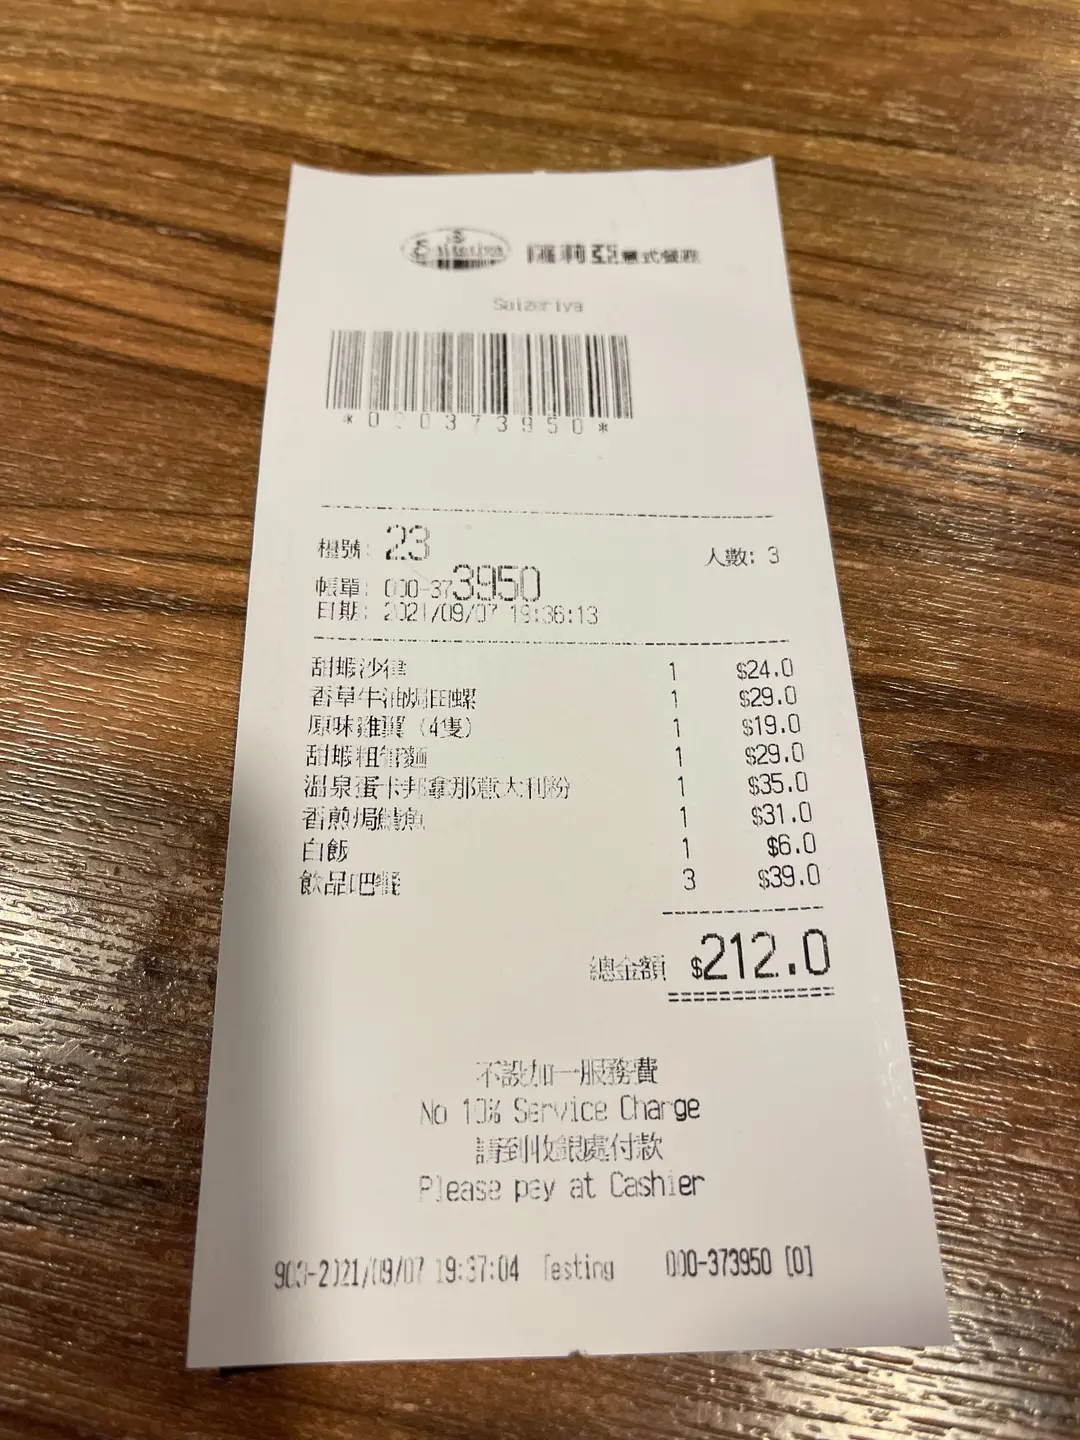 Saizeriya 薩莉亞意式餐廳
Saizeriya
*000373950*
檯號: 23 人數: 3
帳單: 000-373950
日期: 2021/09/07 19:36:13
甜蝦沙律 1 $24.0
香草牛油焗田螺 1 $29.0
原味雞翼 (4隻) 1 $19.0
甜蝦粗管麵 1 $29.0
溫泉蛋卡邦拿那意大利粉 1 $35.0
香煎焗鯖魚 1 $31.0
白飯 1 $6.0
飲品吧餐 3 $39.0
總金額 $212.0
不設加一服務費
No 10% Service Charge
請到收銀處付款
Please pay at Cashier
903-2021/09/07 19:37:04 Testing 000-373950 [0]